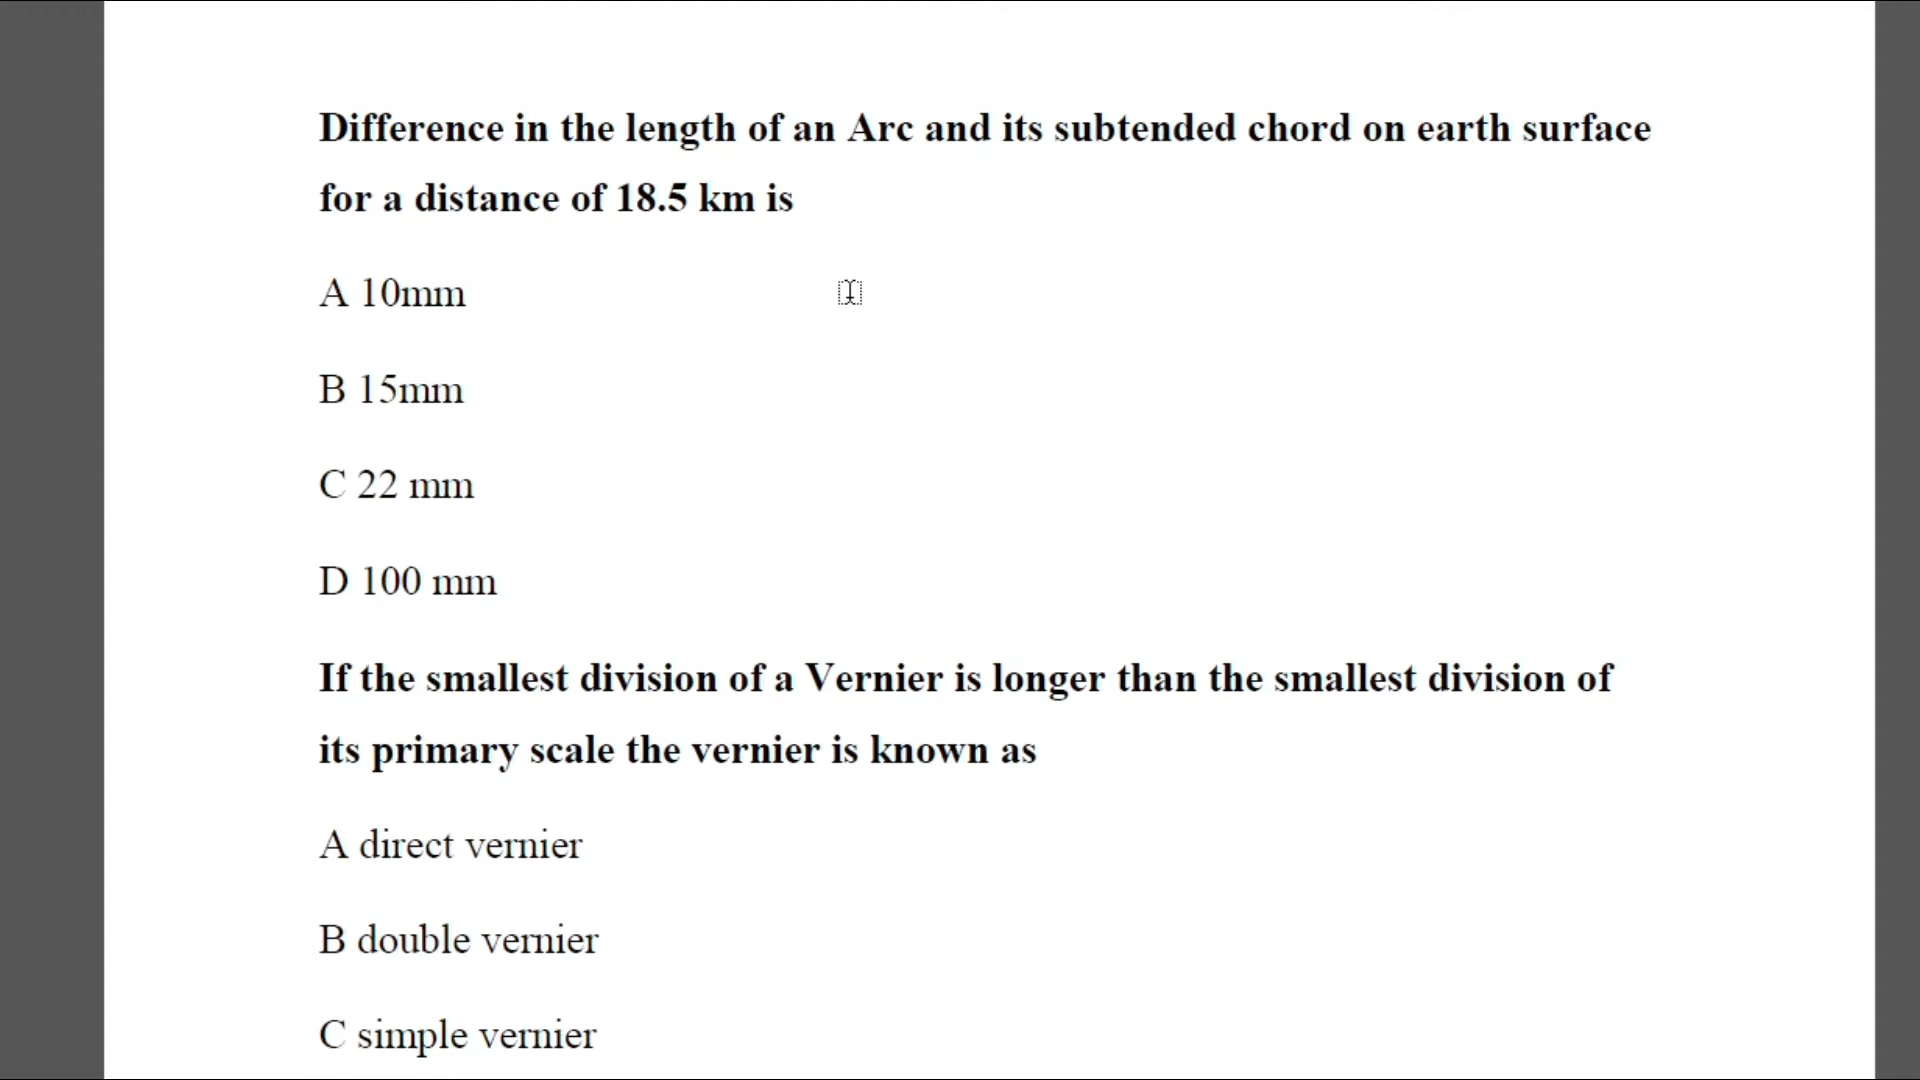 Difference in the length of an Arc and its subtended chord on earth surface
for a distance of 18.5 km is
A 10mm
B 15mm
C 22 mm
D 100 mm
If the smallest division of a Vernier is longer than the smallest division of
its primary scale the vernier is known as
A direct vernier
B double vernier
C simple vernier